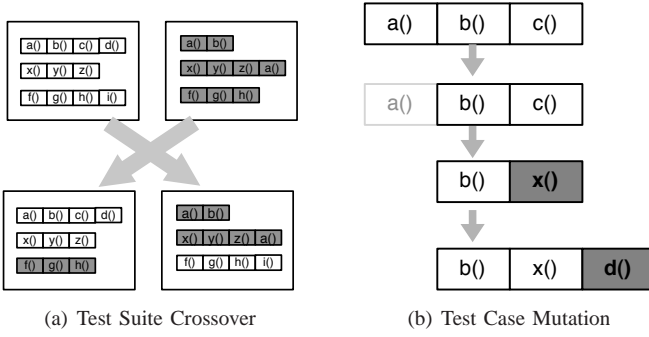 a() b() c() d()
x() y() z()
f() g() h() i()
a() b()
x() y() z() a()
f() g() h()
a() b() c() d()
x() y() z()
f() g() h()
a() b()
x() y() z() a()
f() g() h() i()
(a) Test Suite Crossover
a() b() c()
a() b() c()
b() x()
b() x() d()
(b) Test Case Mutation